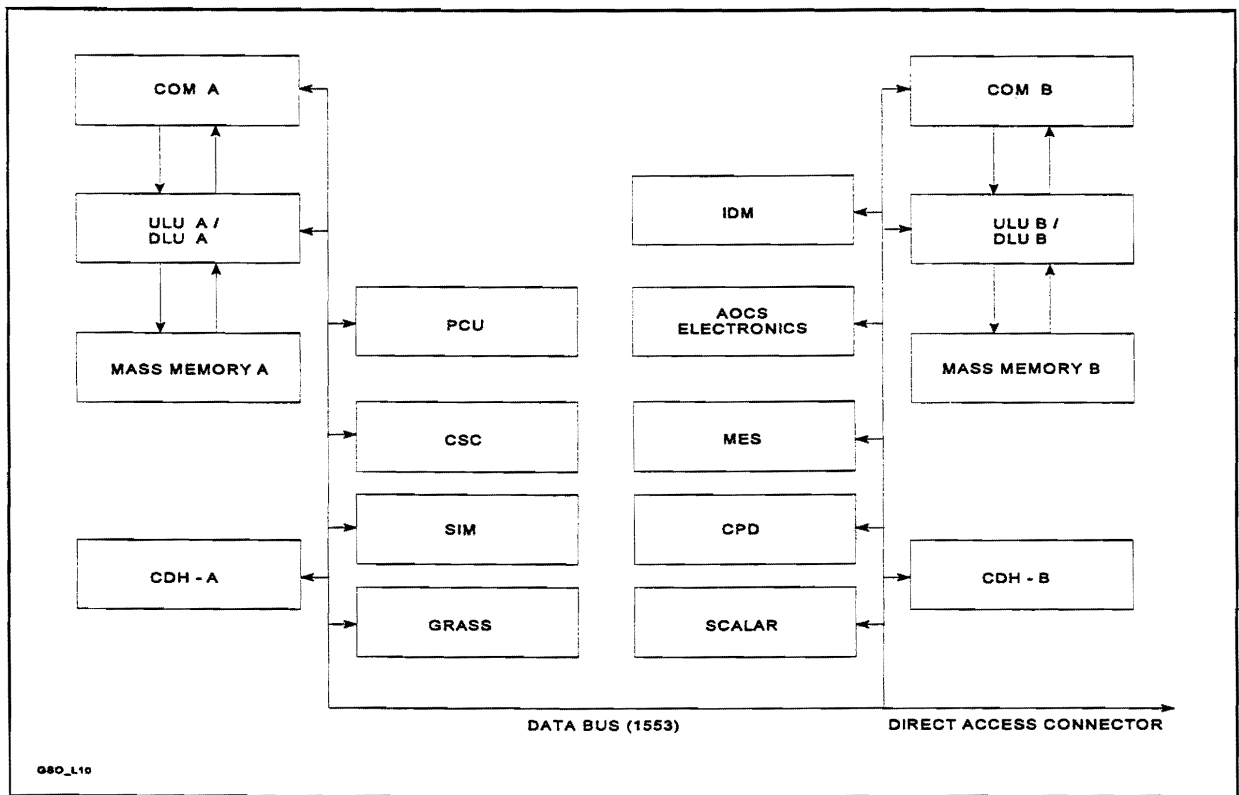 COM A
COM B
IDM
ULU A /
DLU A
ULU B /
DLU B
PCU
AOCS
ELECTRONICS
MASS MEMORY A
MASS MEMORY B
CSC
MES
SIM
CPD
CDH - A
CDH - B
GRASS
SCALAR
DATA BUS (1553)
DIRECT ACCESS CONNECTOR
GSO_L10